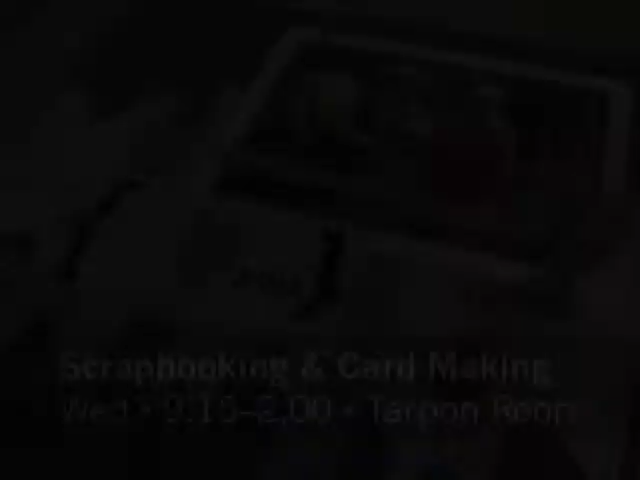 Scrapbooking & Card Making
Wed • 9:15–2:00 • Tarpon Room